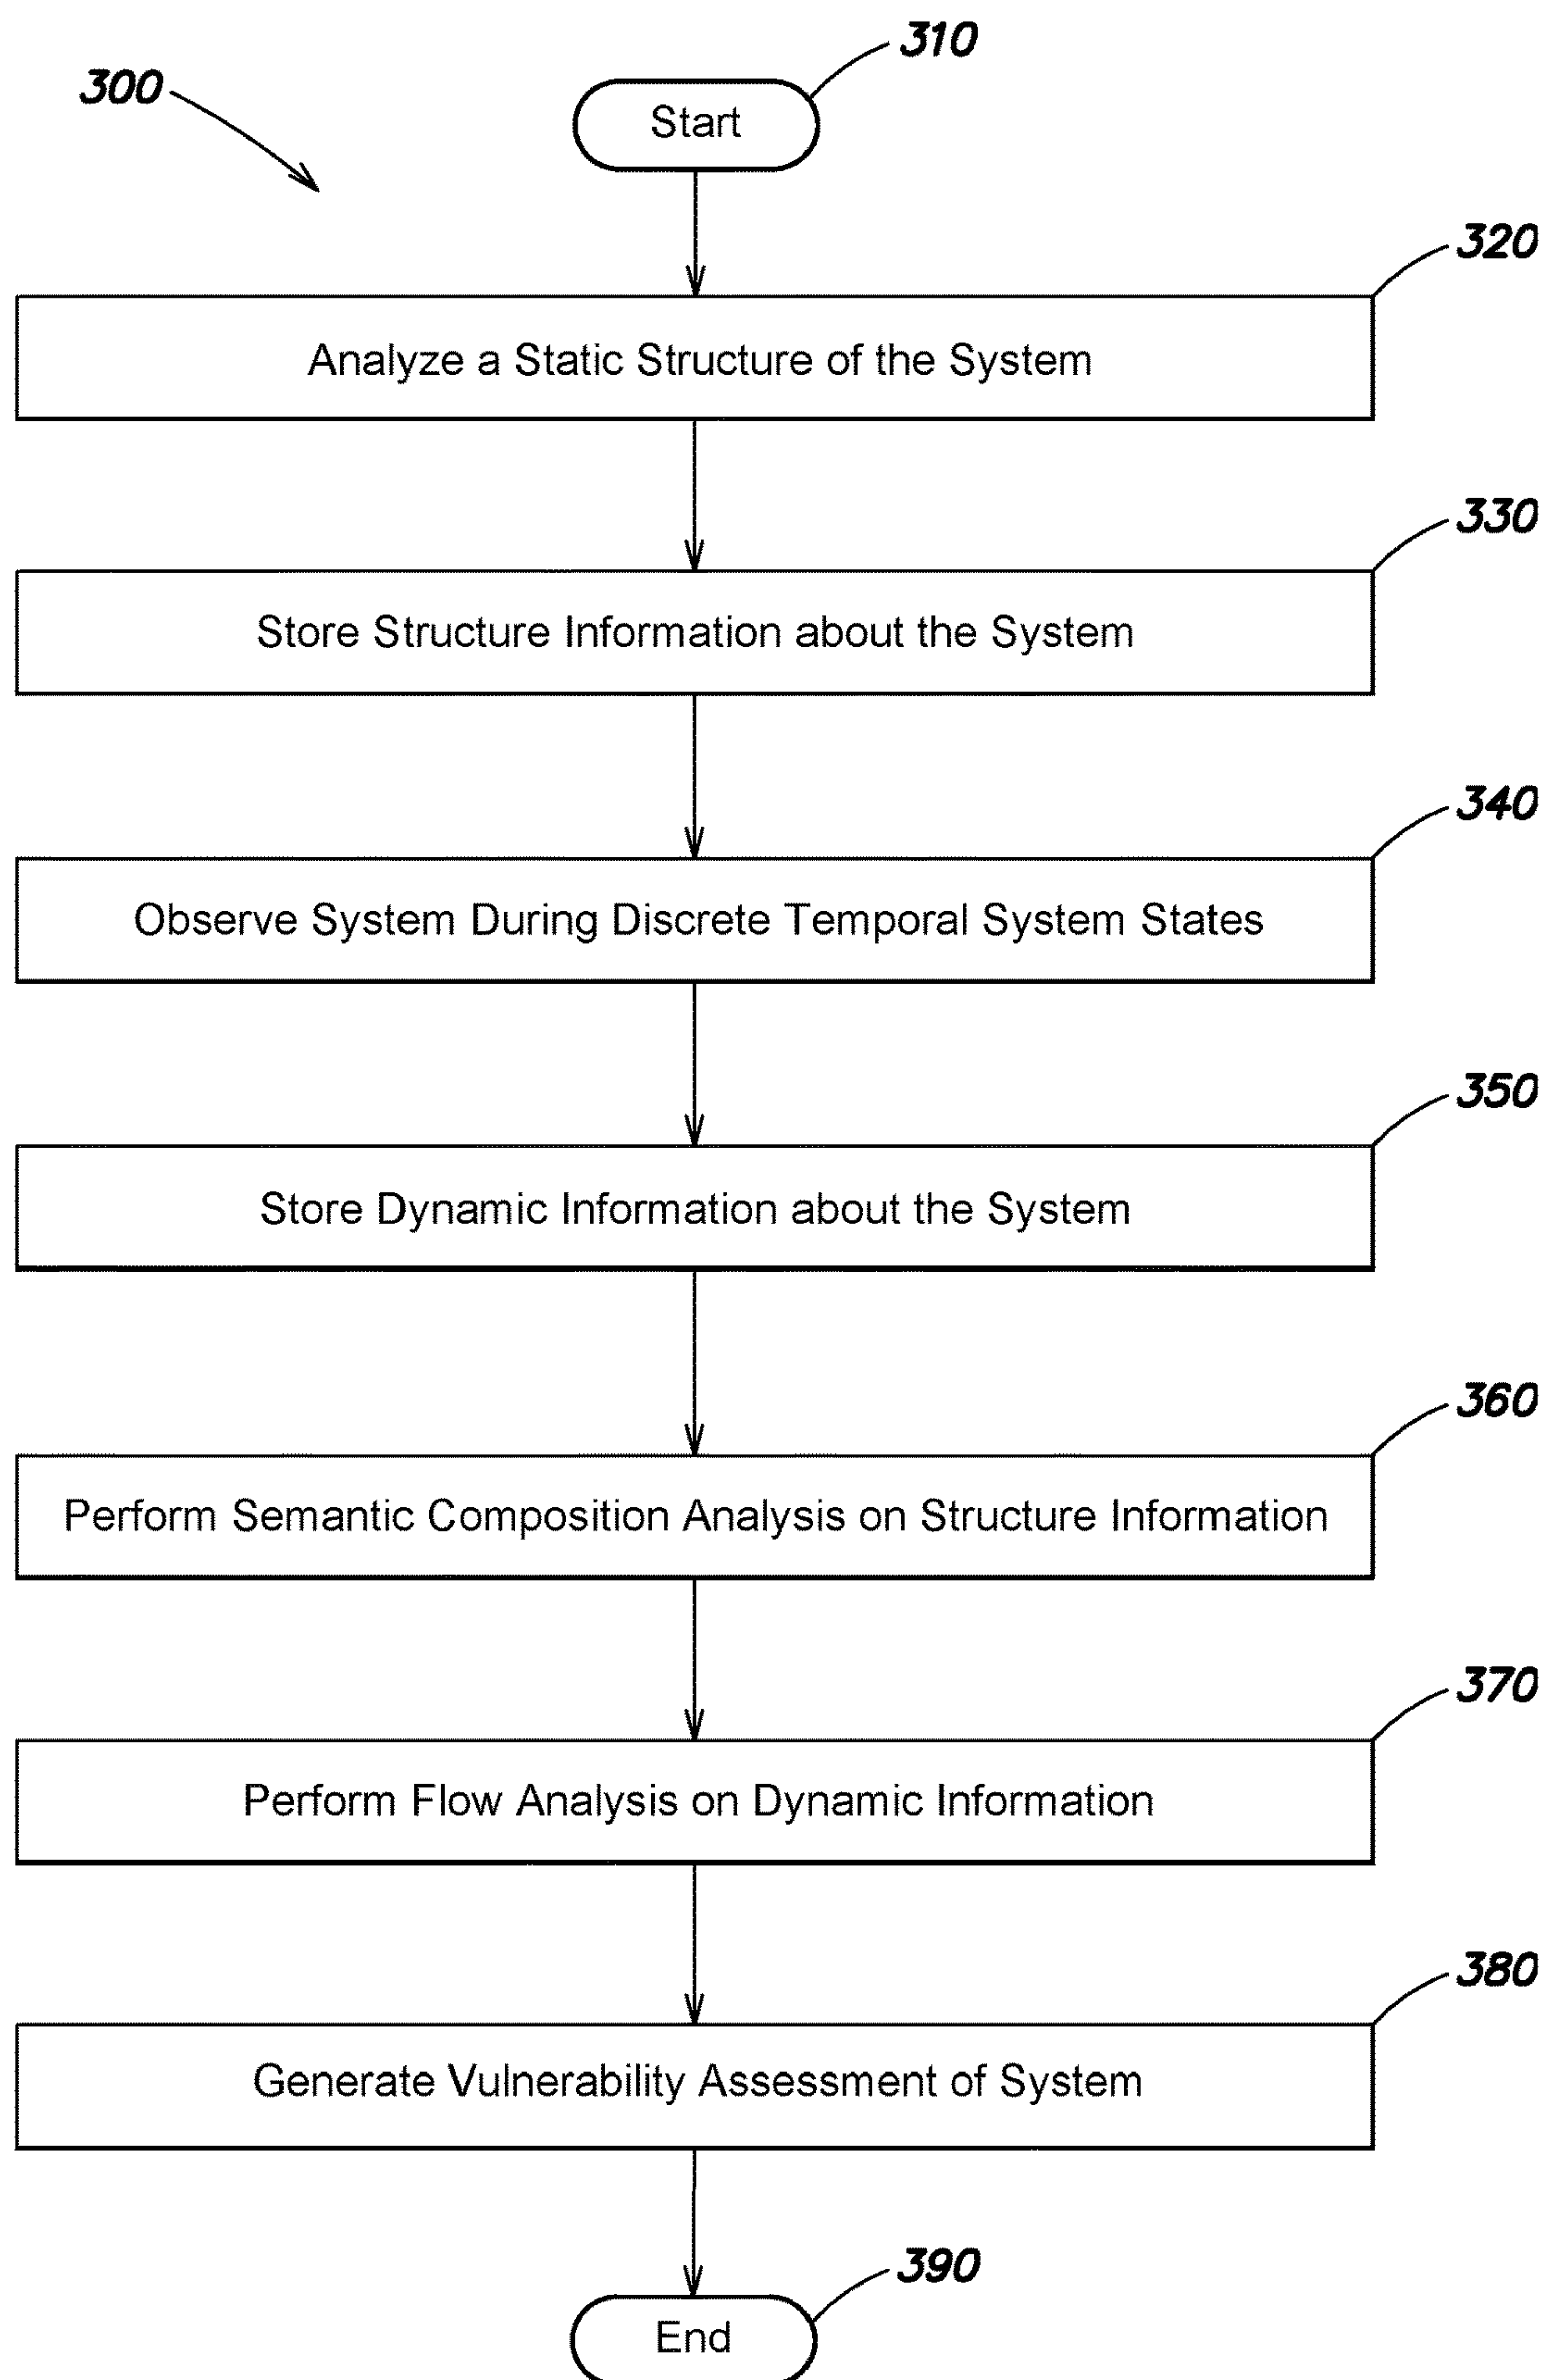 310
300
Start
320
Analyze a Static Structure of the System
330
Store Structure Information about the System
340
Observe System During Discrete Temporal System States
350
Store Dynamic Information about the System
360
Perform Semantic Composition Analysis on Structure Information
370
Perform Flow Analysis on Dynamic Information
380
Generate Vulnerability Assessment of System
390
End